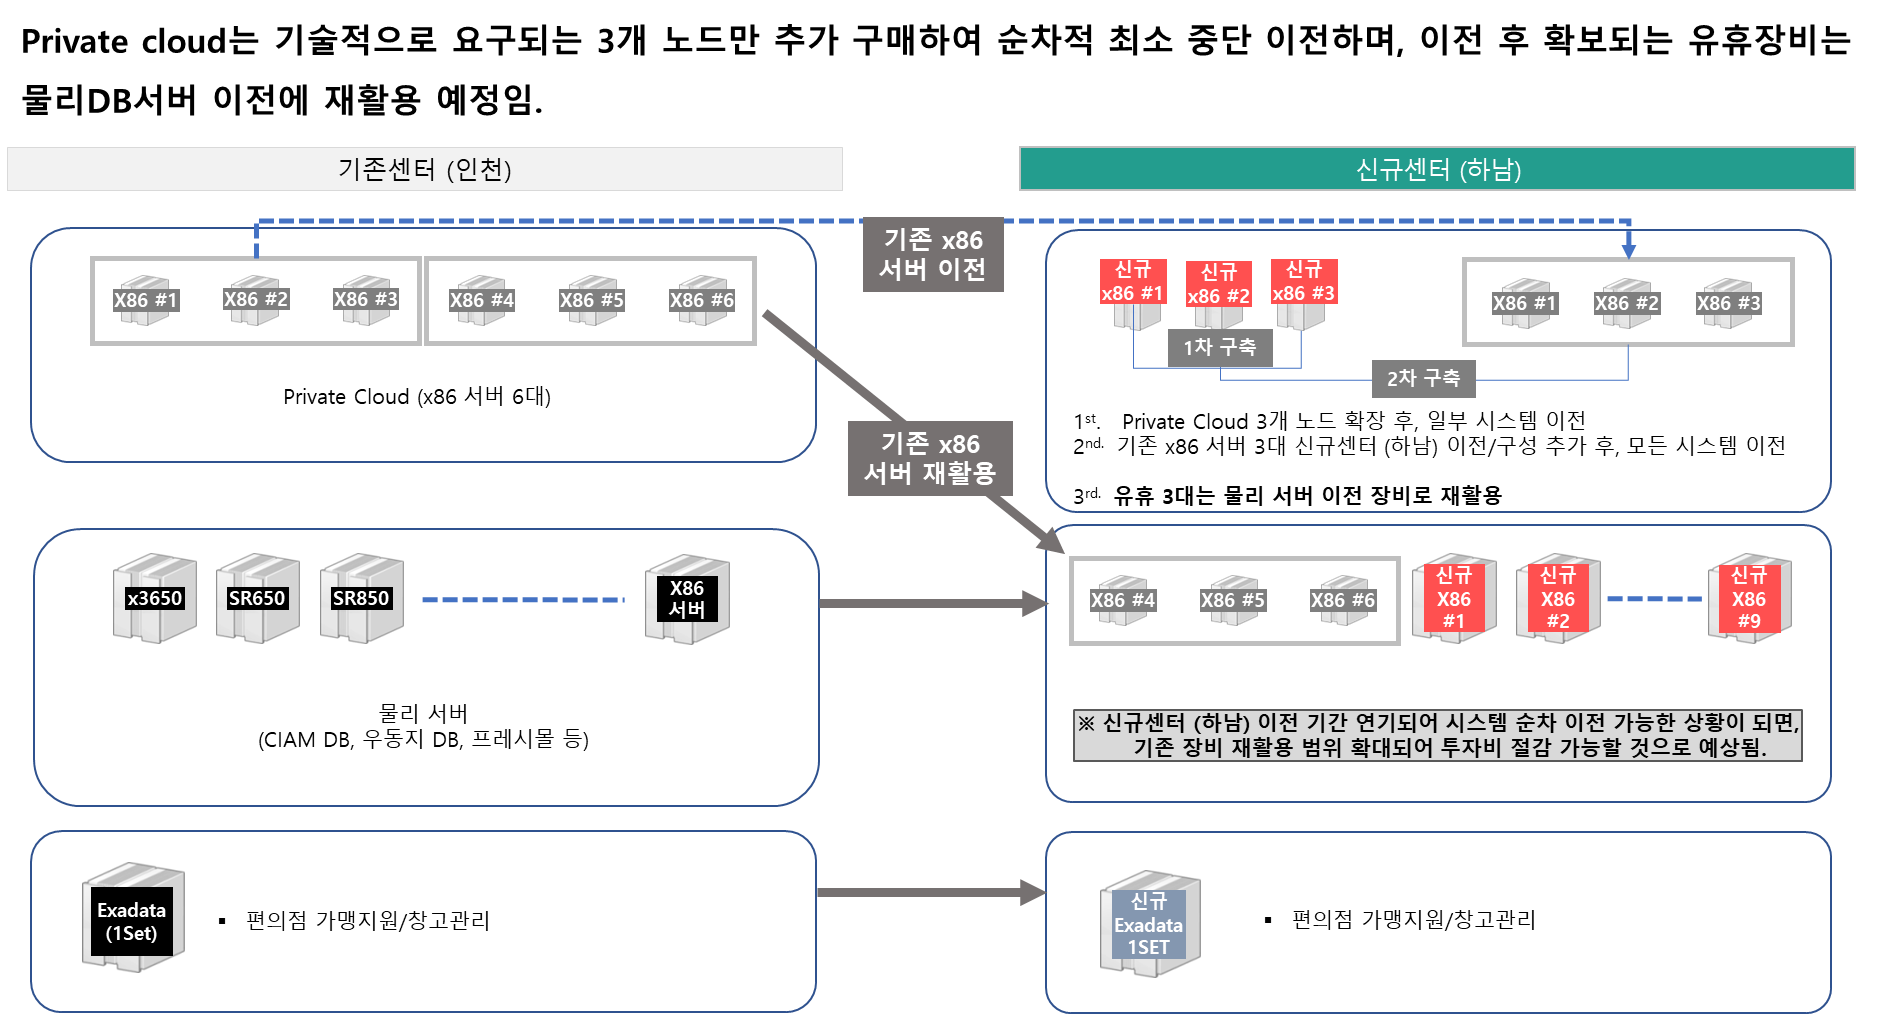 Private cloud는 기술적으로 요구되는 3개 노드만 추가 구매하여 순차적 최소 중단 이전하며, 이전 후 확보되는 유휴장비는
물리DB서버 이전에 재활용 예정임.
기존센터 (인천)
신규센터 (하남)
기존 x86
서버 이전
X86 #1
X86 #2
X86 #3
X86 #4
X86 #5
X86 #6
Private Cloud (x86 서버 6대)
신규
x86 #1
신규
x86 #2
신규
x86 #3
1차 구축
X86 #1
X86 #2
X86 #3
2차 구축
1st. Private Cloud 3개 노드 확장 후, 일부 시스템 이전
2nd. 기존 x86 서버 3대 신규센터 (하남) 이전/구성 추가 후, 모든 시스템 이전
3rd. 유휴 3대는 물리 서버 이전 장비로 재활용
기존 x86
서버 재활용
x3650
SR650
SR850
X86
서버
물리 서버
(CIAM DB, 우동지 DB, 프레시몰 등)
X86 #4
X86 #5
X86 #6
신규
X86
#1
신규
X86
#2
신규
X86
#9
※ 신규센터 (하남) 이전 기간 연기되어 시스템 순차 이전 가능한 상황이 되면,
기존 장비 재활용 범위 확대되어 투자비 절감 가능할 것으로 예상됨.
Exadata
(1Set)
▪ 편의점 가맹지원/창고관리
신규
Exadata
1SET
▪ 편의점 가맹지원/창고관리